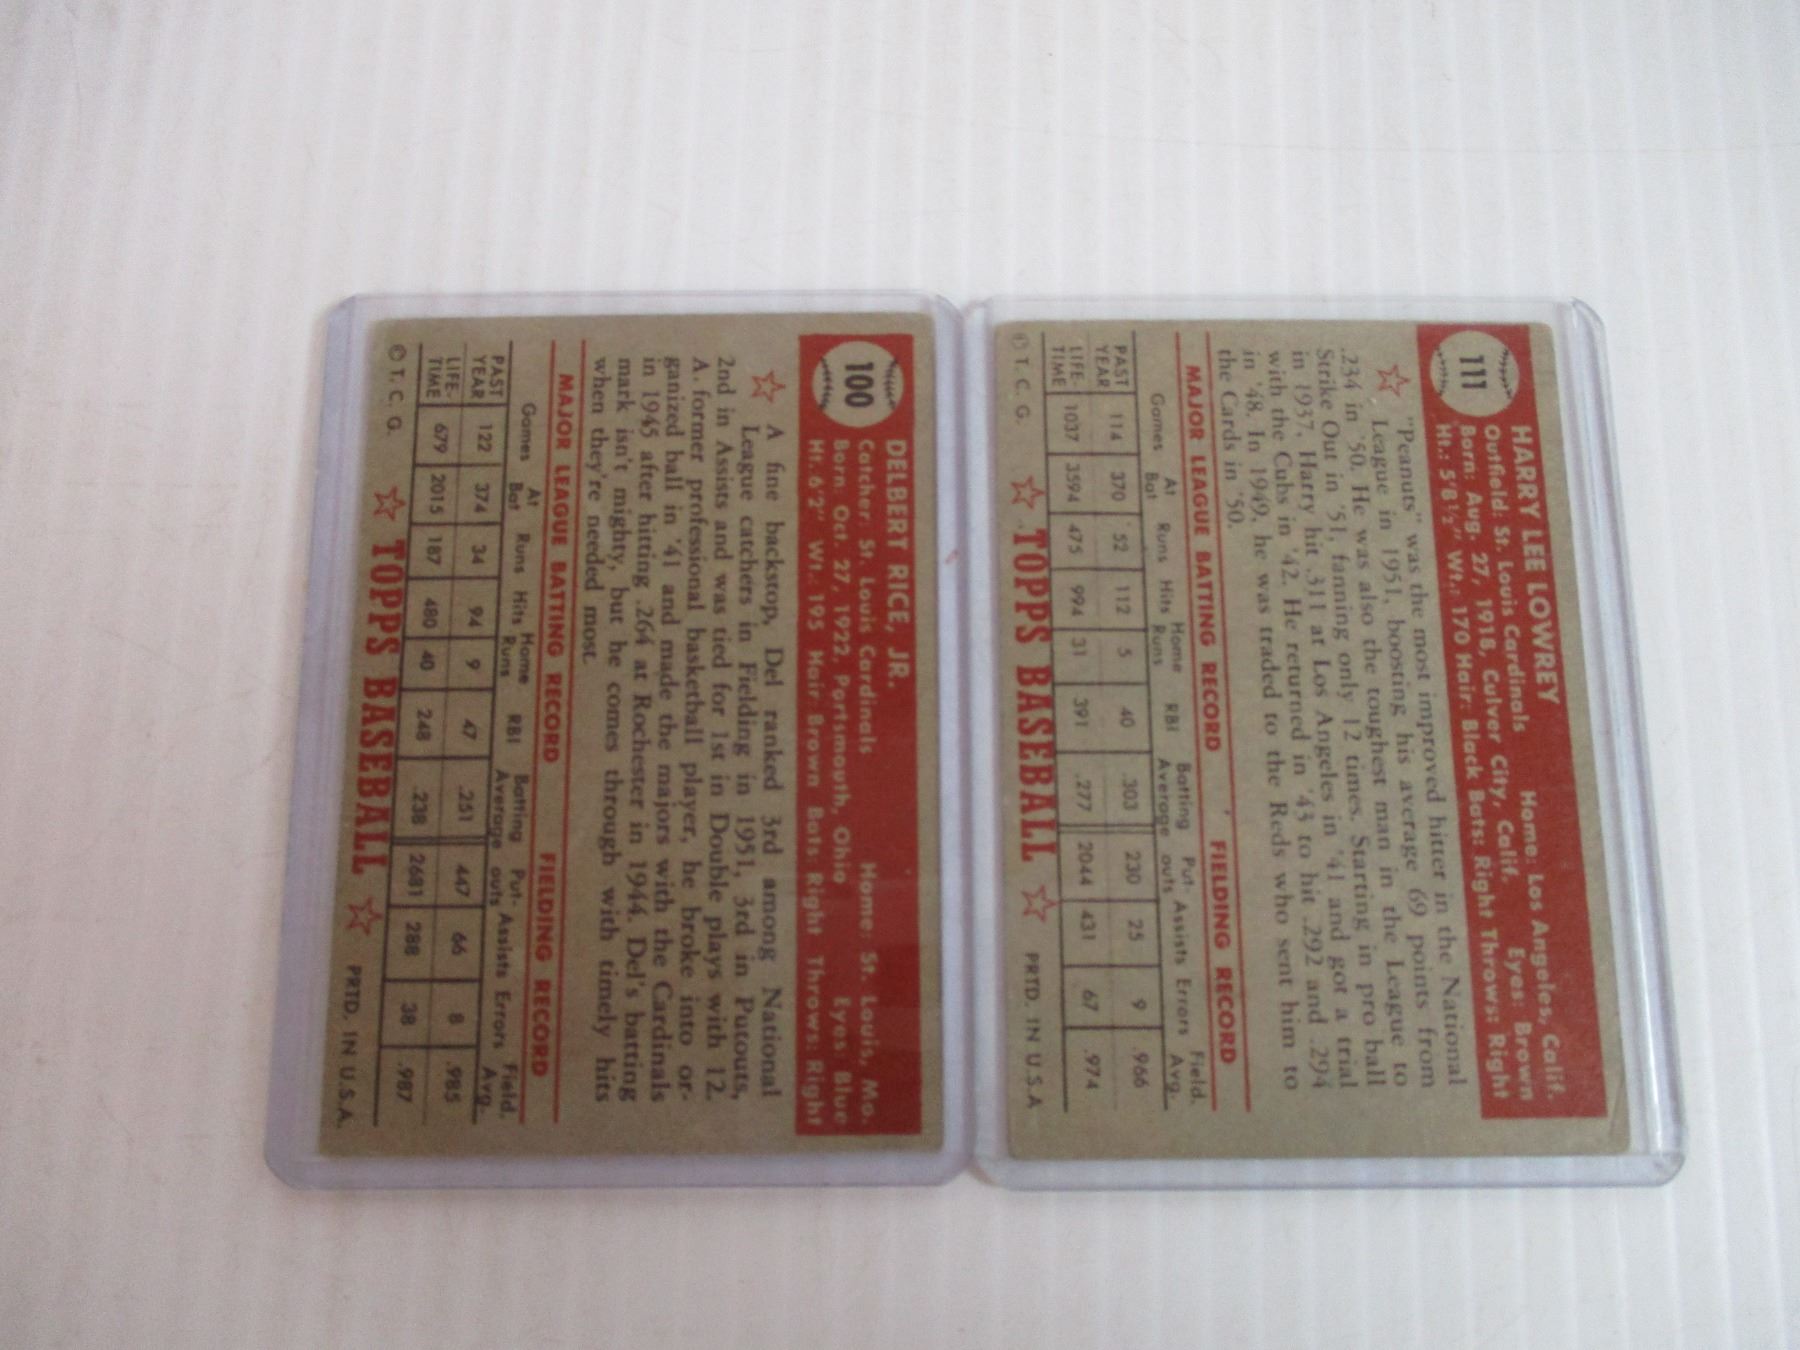 111
HARRY LEE LOWREY
Outfield: St. Louis Cardinals Home: Los Angeles, Calif.
Born: Aug. 27, 1918, Culver City, Calif. Eyes: Brown
Ht.: 5'8½" Wt.: 170 Hair: Black Bats: Right Throws: Right
"Peanuts" was the most improved hitter in the National
League in 1951, boosting his average 69 points from
.234 in '50. He was also the toughest man in the League to
Strike Out in '51, fanning only 12 times. Starting in pro ball
in 1937, Harry hit .311 at Los Angeles in '41 and got a trial
with the Cubs in '42. He returned in '43 to hit .292 and .294
in '48. In 1949, he was traded to the Reds who sent him to
the Cards in '50.
MAJOR LEAGUE BATTING RECORD FIELDING RECORD
Games At Bat Runs Hits Home Runs RBI Batting Average Put-outs Assists Errors Field. Avg.
PAST YEAR 114 370 52 112 5 40 .303 230 25 9 .966
LIFE-TIME 1037 3594 475 994 31 391 .277 2044 431 67 .974
© T. C. G. TOPPS BASEBALL PRTD. IN U.S.A
100
DELBERT RICE, JR.
Catcher: St. Louis Cardinals Home: St. Louis, Mo.
Born: Oct. 27, 1922, Portsmouth, Ohio Eyes: Blue
Ht. 6'2" Wt.: 195 Hair: Brown Bats: Right Throws: Right
A fine backstop, Del ranked 3rd among National
League catchers in Fielding in 1951, 3rd in Putouts,
2nd in Assists and was tied for 1st in Double plays with 12.
A former professional basketball player, he broke into or-
ganized ball in '41 and made the majors with the Cardinals
in 1945 after hitting .264 at Rochester in 1944. Del's batting
mark isn't mighty, but he comes through with timely hits
when they're needed most.
MAJOR LEAGUE BATTING RECORD FIELDING RECORD
Games At Bat Runs Hits Home Runs RBI Batting Average Put-outs Assists Errors Field. Avg.
PAST YEAR 122 374 34 94 9 47 .251 447 66 8 .985
LIFE-TIME 679 2015 187 480 40 248 .238 2681 288 38 .987
© T. C. G. TOPPS BASEBALL PRTD. IN U.S.A.